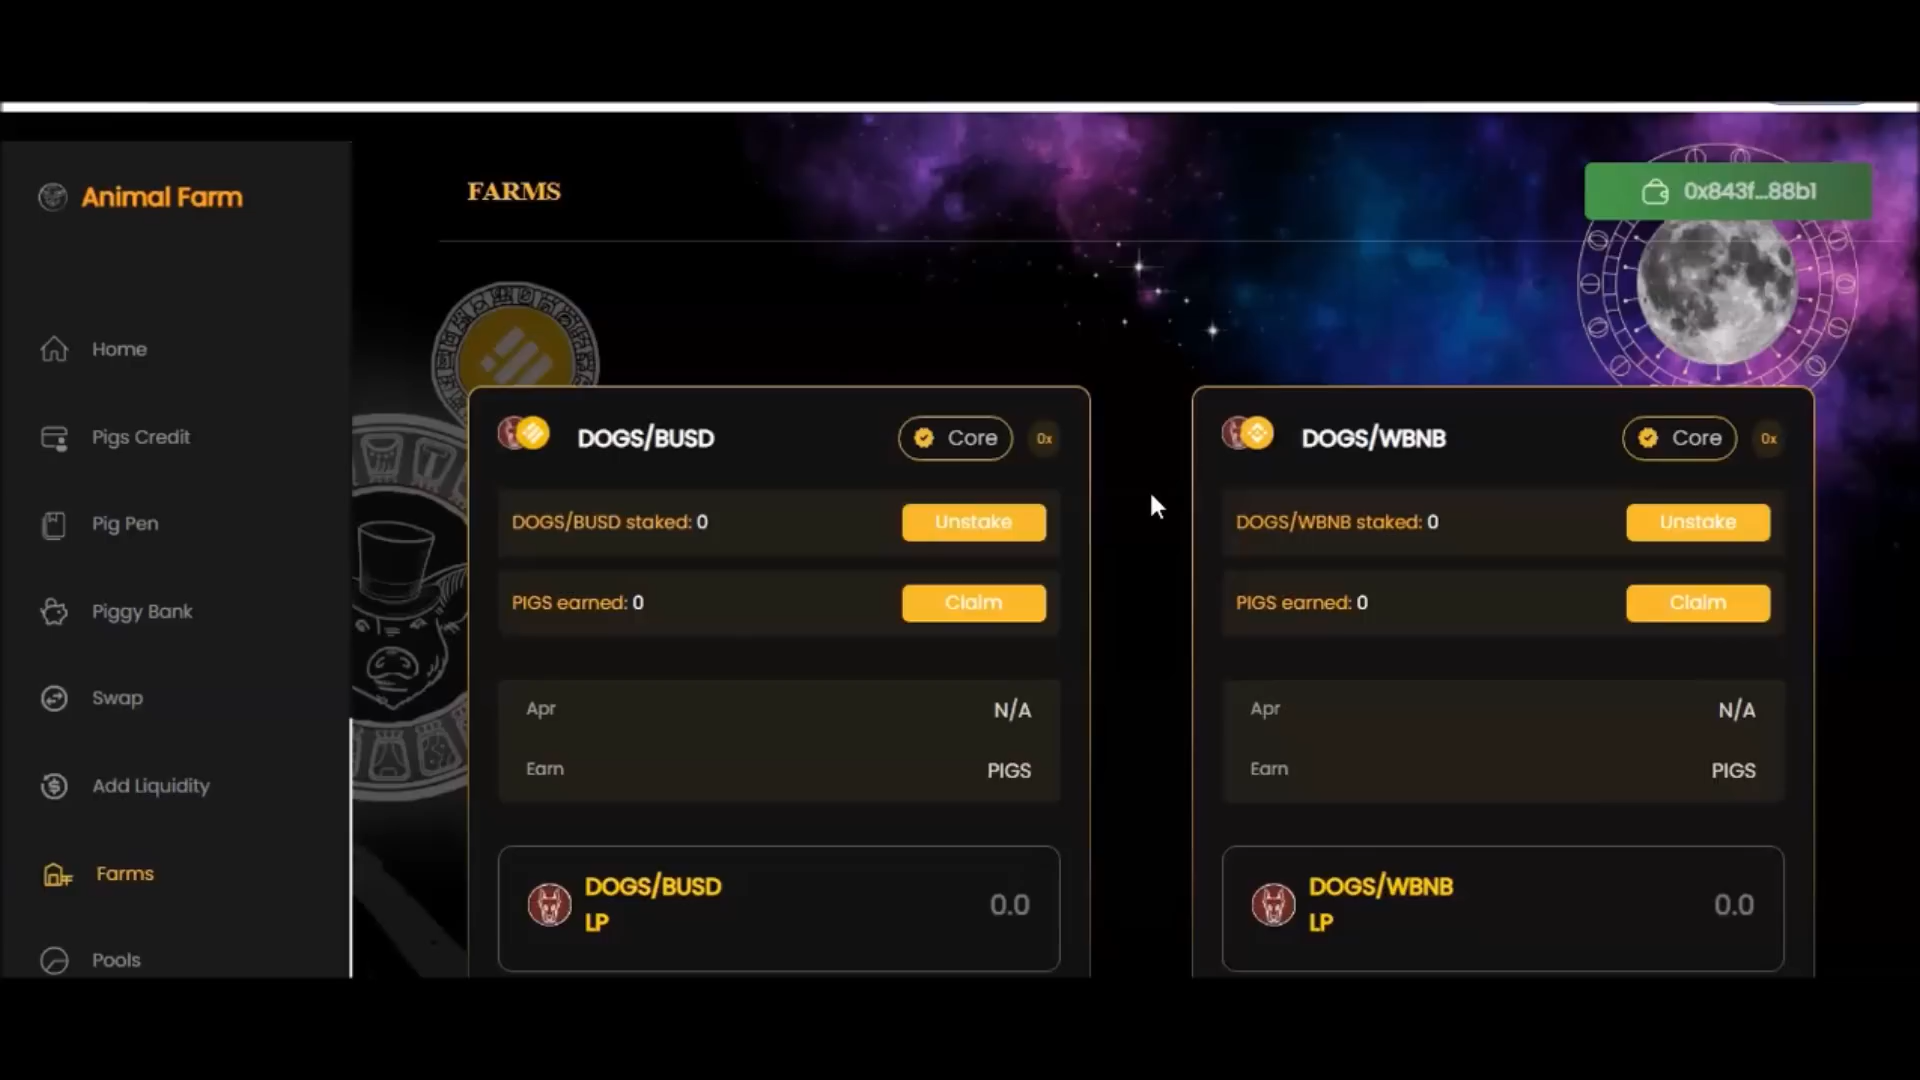 Animal Farm
FARMS
0x843f...88b1
Home
Pigs Credit
Pig Pen
Piggy Bank
Swap
Add Liquidity
Farms
Pools
DOGS/BUSD
Core
0x
DOGS/BUSD staked: 0
Unstake
PIGS earned: 0
Claim
Apr
N/A
Earn
PIGS
DOGS/BUSD
LP
0.0
DOGS/WBNB
Core
0x
DOGS/WBNB staked: 0
Unstake
PIGS earned: 0
Claim
Apr
N/A
Earn
PIGS
DOGS/WBNB
LP
0.0